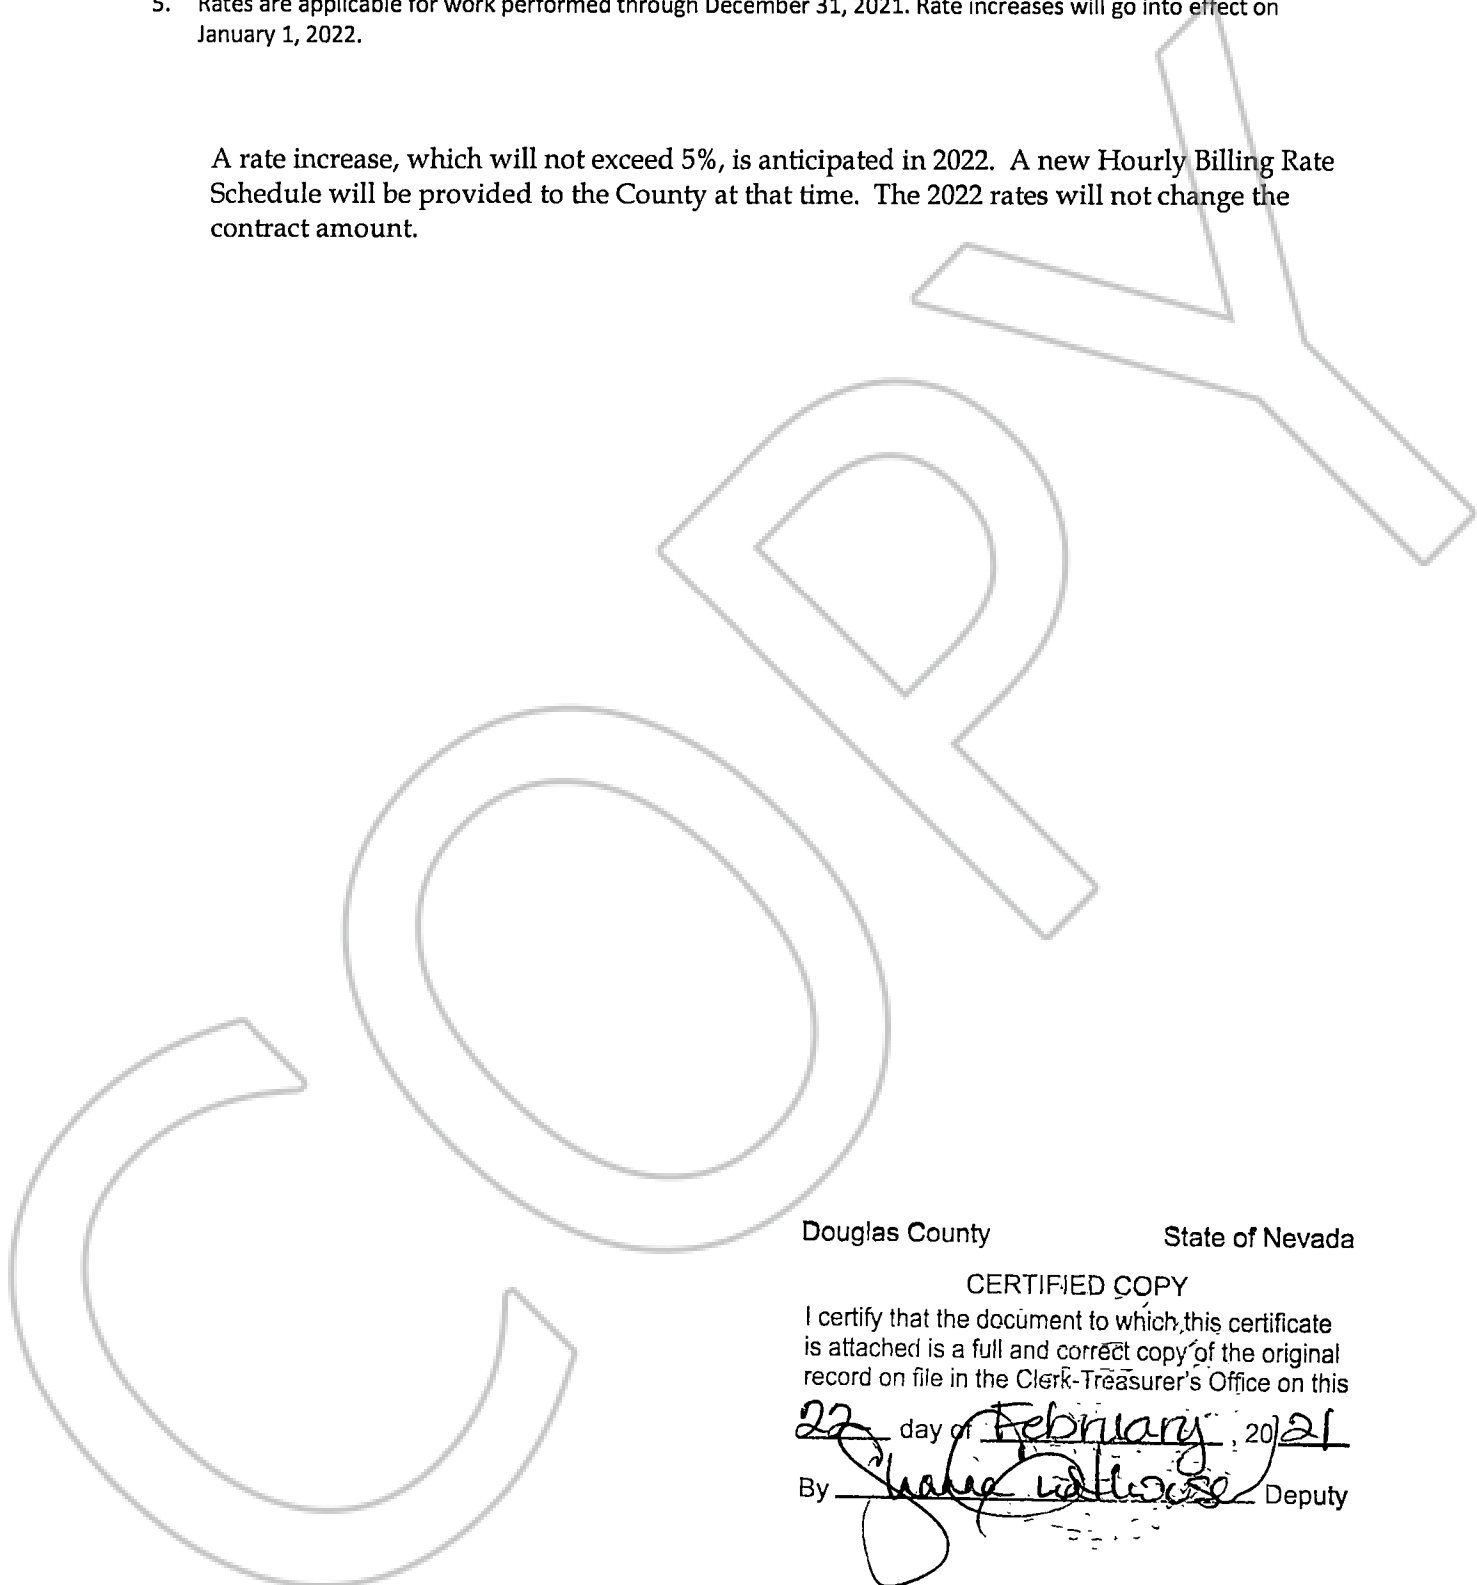 5. Rates are applicable for work performed through December 31, 2021. Rate increases will go into effect on
January 1, 2022.
A rate increase, which will not exceed 5%, is anticipated in 2022. A new Hourly Billing Rate
Schedule will be provided to the County at that time. The 2022 rates will not change the
contract amount.
COPY
Douglas County State of Nevada
CERTIFIED COPY
I certify that the document to which this certificate
is attached is a full and correct copy of the original
record on file in the Clerk-Treasurer's Office on this
22 day of February, 2021
By Deputy